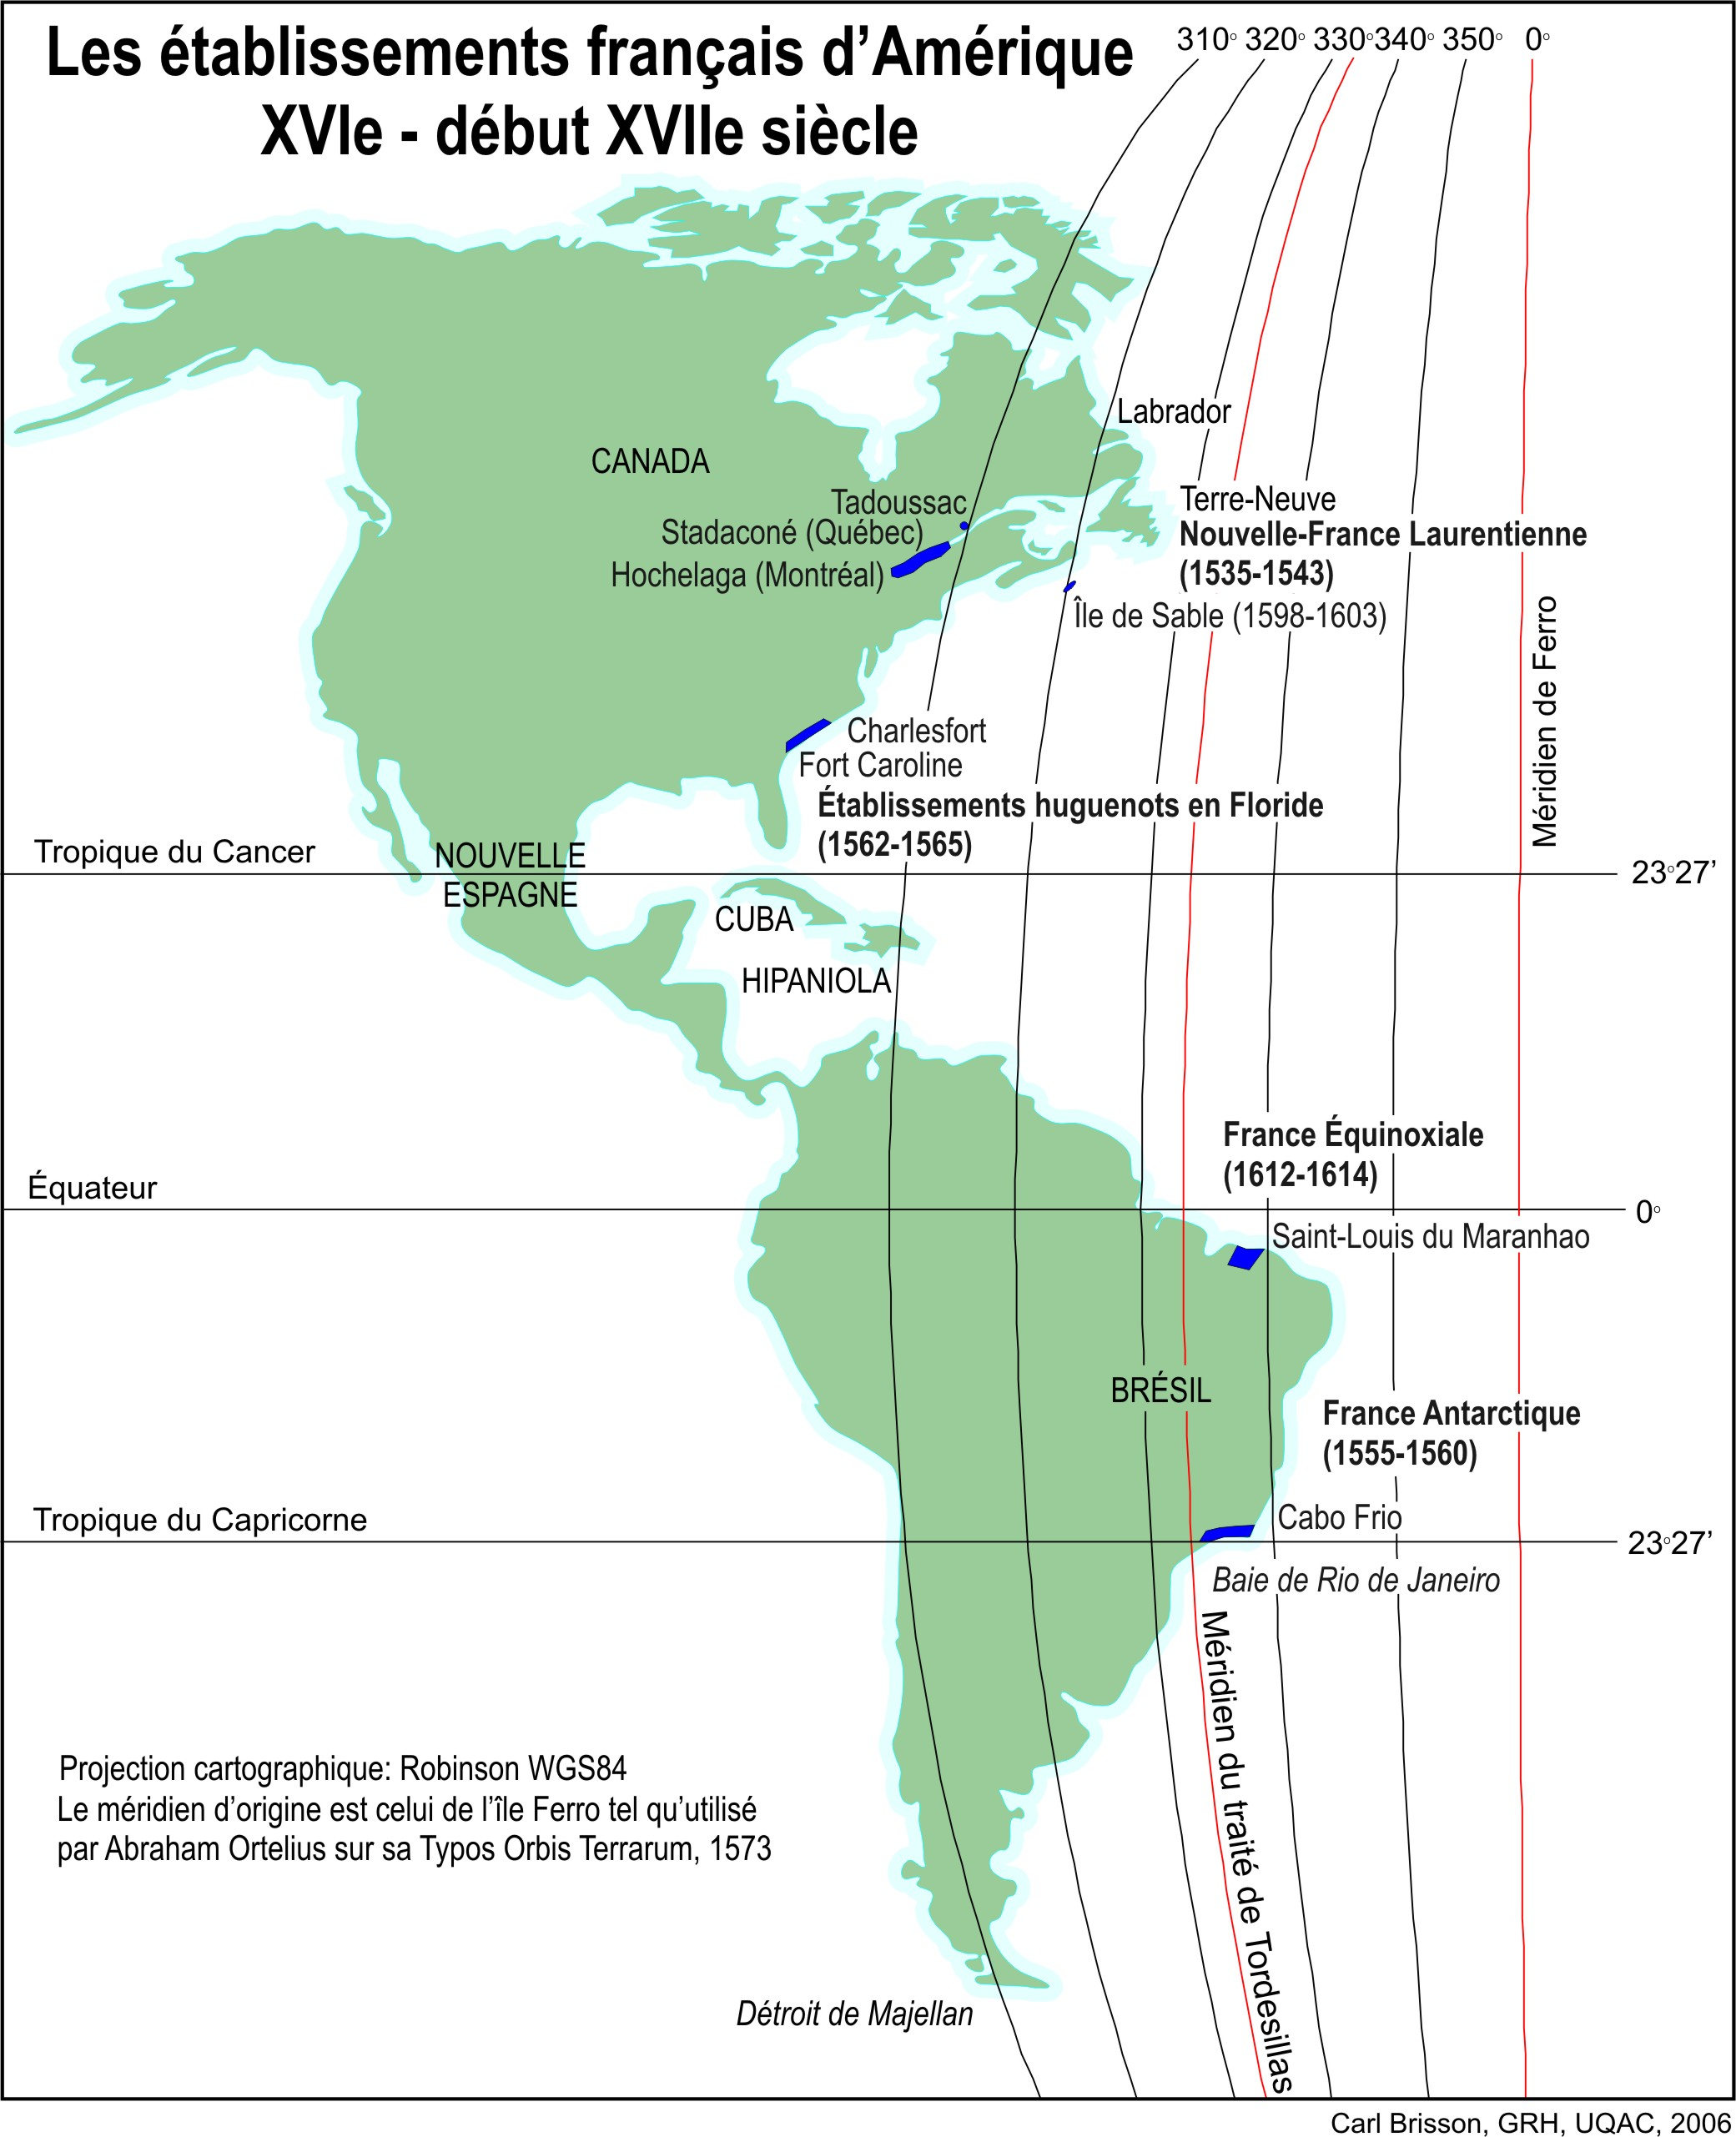 Les établissements français d’Amérique
XVIe - début XVIIe siècle
310° 320° 330° 340° 350° 0°
Labrador
CANADA
Tadoussac
Terre-Neuve
Stadaconé (Québec)
Nouvelle-France Laurentienne
(1535-1543)
Hochelaga (Montréal)
Île de Sable (1598-1603)
Méridien de Ferro
Charlesfort
Fort Caroline
Établissements huguenots en Floride
(1562-1565)
Tropique du Cancer
23°27’
NOUVELLE
ESPAGNE
CUBA
HIPANIOLA
France Équinoxiale
(1612-1614)
Équateur
0°
Saint-Louis du Maranhao
BRÉSIL
France Antarctique
(1555-1560)
Cabo Frio
Tropique du Capricorne
23°27’
Baie de Rio de Janeiro
Méridien du traité de Tordesillas
Projection cartographique: Robinson WGS84
Le méridien d’origine est celui de l’île Ferro tel qu’utilisé
par Abraham Ortelius sur sa Typos Orbis Terrarum, 1573
Détroit de Majellan
Carl Brisson, GRH, UQAC, 2006